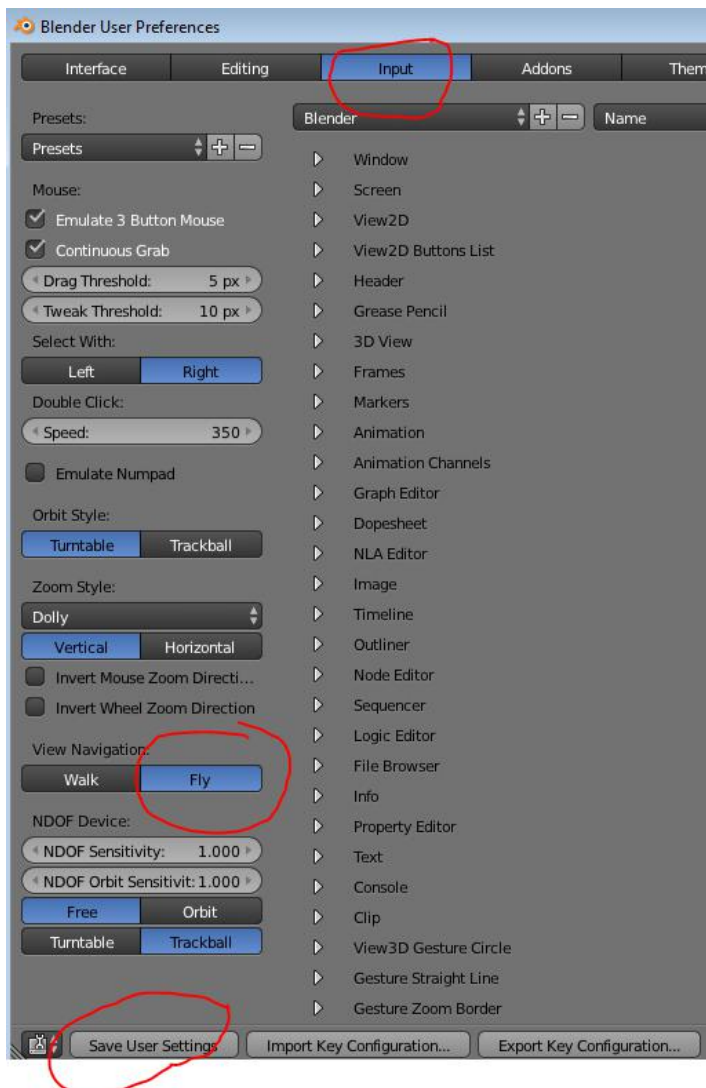 Blender User Preferences
Interface Editing Input Addons Them
Presets:
Presets
Mouse:
Emulate 3 Button Mouse
Continuous Grab
Drag Threshold: 5 px
Tweak Threshold: 10 px
Select With:
Left Right
Double Click:
Speed: 350
Emulate Numpad
Orbit Style:
Turntable Trackball
Zoom Style:
Dolly
Vertical Horizontal
Invert Mouse Zoom Directi...
Invert Wheel Zoom Direction
View Navigation:
Walk Fly
NDOF Device:
NDOF Sensitivity: 1.000
NDOF Orbit Sensitivit: 1.000
Free Orbit
Turntable Trackball
Blender Name
Window
Screen
View2D
View2D Buttons List
Header
Grease Pencil
3D View
Frames
Markers
Animation
Animation Channels
Graph Editor
Dopesheet
NLA Editor
Image
Timeline
Outliner
Node Editor
Sequencer
Logic Editor
File Browser
Info
Property Editor
Text
Console
Clip
View3D Gesture Circle
Gesture Straight Line
Gesture Zoom Border
Save User Settings Import Key Configuration... Export Key Configuration...